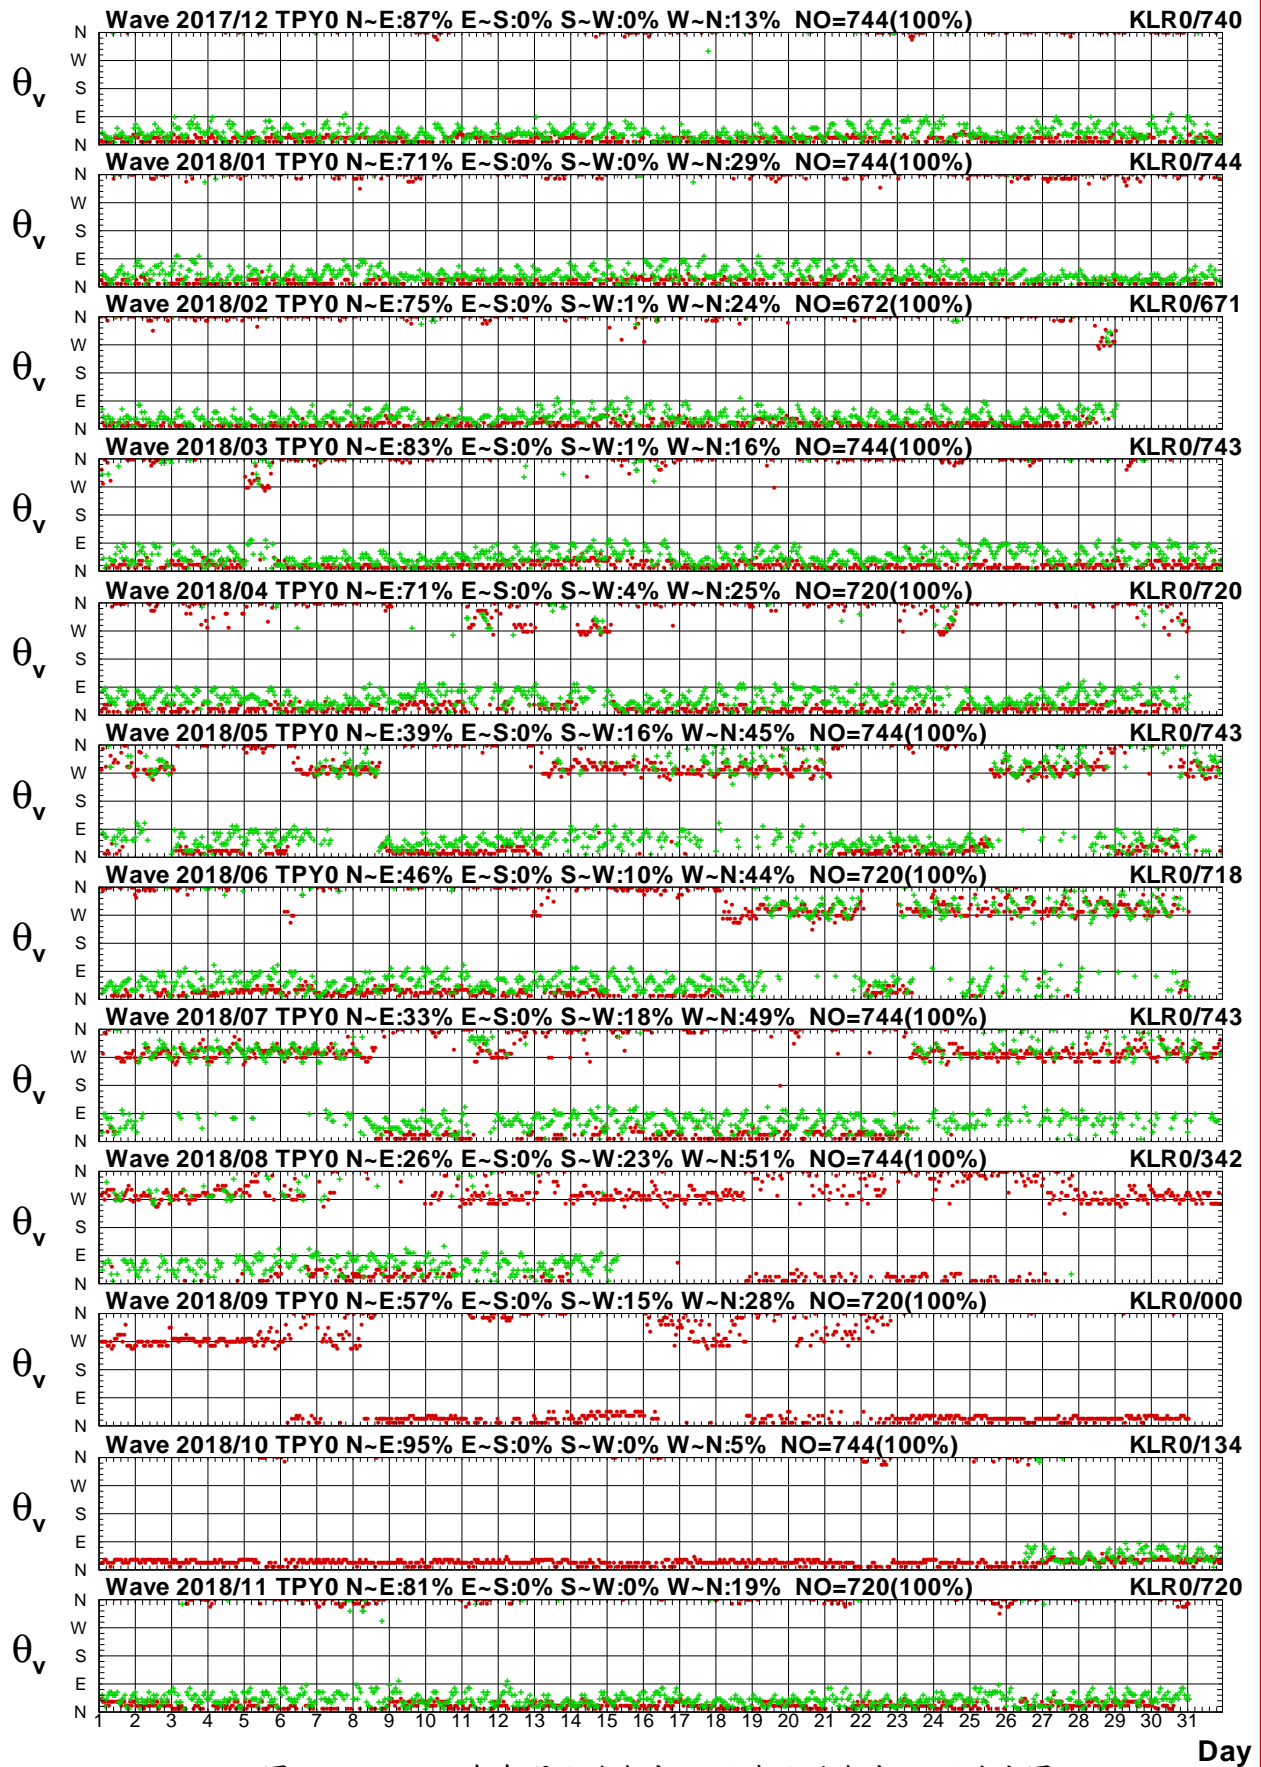 Wave 2017/12 TPY0 N~E:87% E~S:0% S~W:0% W~N:13% NO=744(100%) KLR0/740
N
W
θv S
E
N
Wave 2018/01 TPY0 N~E:71% E~S:0% S~W:0% W~N:29% NO=744(100%) KLR0/744
N
W
θv S
E
N
Wave 2018/02 TPY0 N~E:75% E~S:0% S~W:1% W~N:24% NO=672(100%) KLR0/671
N
W
θv S
E
N
Wave 2018/03 TPY0 N~E:83% E~S:0% S~W:1% W~N:16% NO=744(100%) KLR0/743
N
W
θv S
E
N
Wave 2018/04 TPY0 N~E:71% E~S:0% S~W:4% W~N:25% NO=720(100%) KLR0/720
N
W
θv S
E
N
Wave 2018/05 TPY0 N~E:39% E~S:0% S~W:16% W~N:45% NO=744(100%) KLR0/743
N
W
θv S
E
N
Wave 2018/06 TPY0 N~E:46% E~S:0% S~W:10% W~N:44% NO=720(100%) KLR0/718
N
W
θv S
E
N
Wave 2018/07 TPY0 N~E:33% E~S:0% S~W:18% W~N:49% NO=744(100%) KLR0/743
N
W
θv S
E
N
Wave 2018/08 TPY0 N~E:26% E~S:0% S~W:23% W~N:51% NO=744(100%) KLR0/342
N
W
θv S
E
N
Wave 2018/09 TPY0 N~E:57% E~S:0% S~W:15% W~N:28% NO=720(100%) KLR0/000
N
W
θv S
E
N
Wave 2018/10 TPY0 N~E:95% E~S:0% S~W:0% W~N:5% NO=744(100%) KLR0/134
N
W
θv S
E
N
Wave 2018/11 TPY0 N~E:81% E~S:0% S~W:0% W~N:19% NO=720(100%) KLR0/720
N
W
θv S
E
N
1 2 3 4 5 6 7 8 9 10 11 12 13 14 15 16 17 18 19 20 21 22 23 24 25 26 27 28 29 30 31
Day